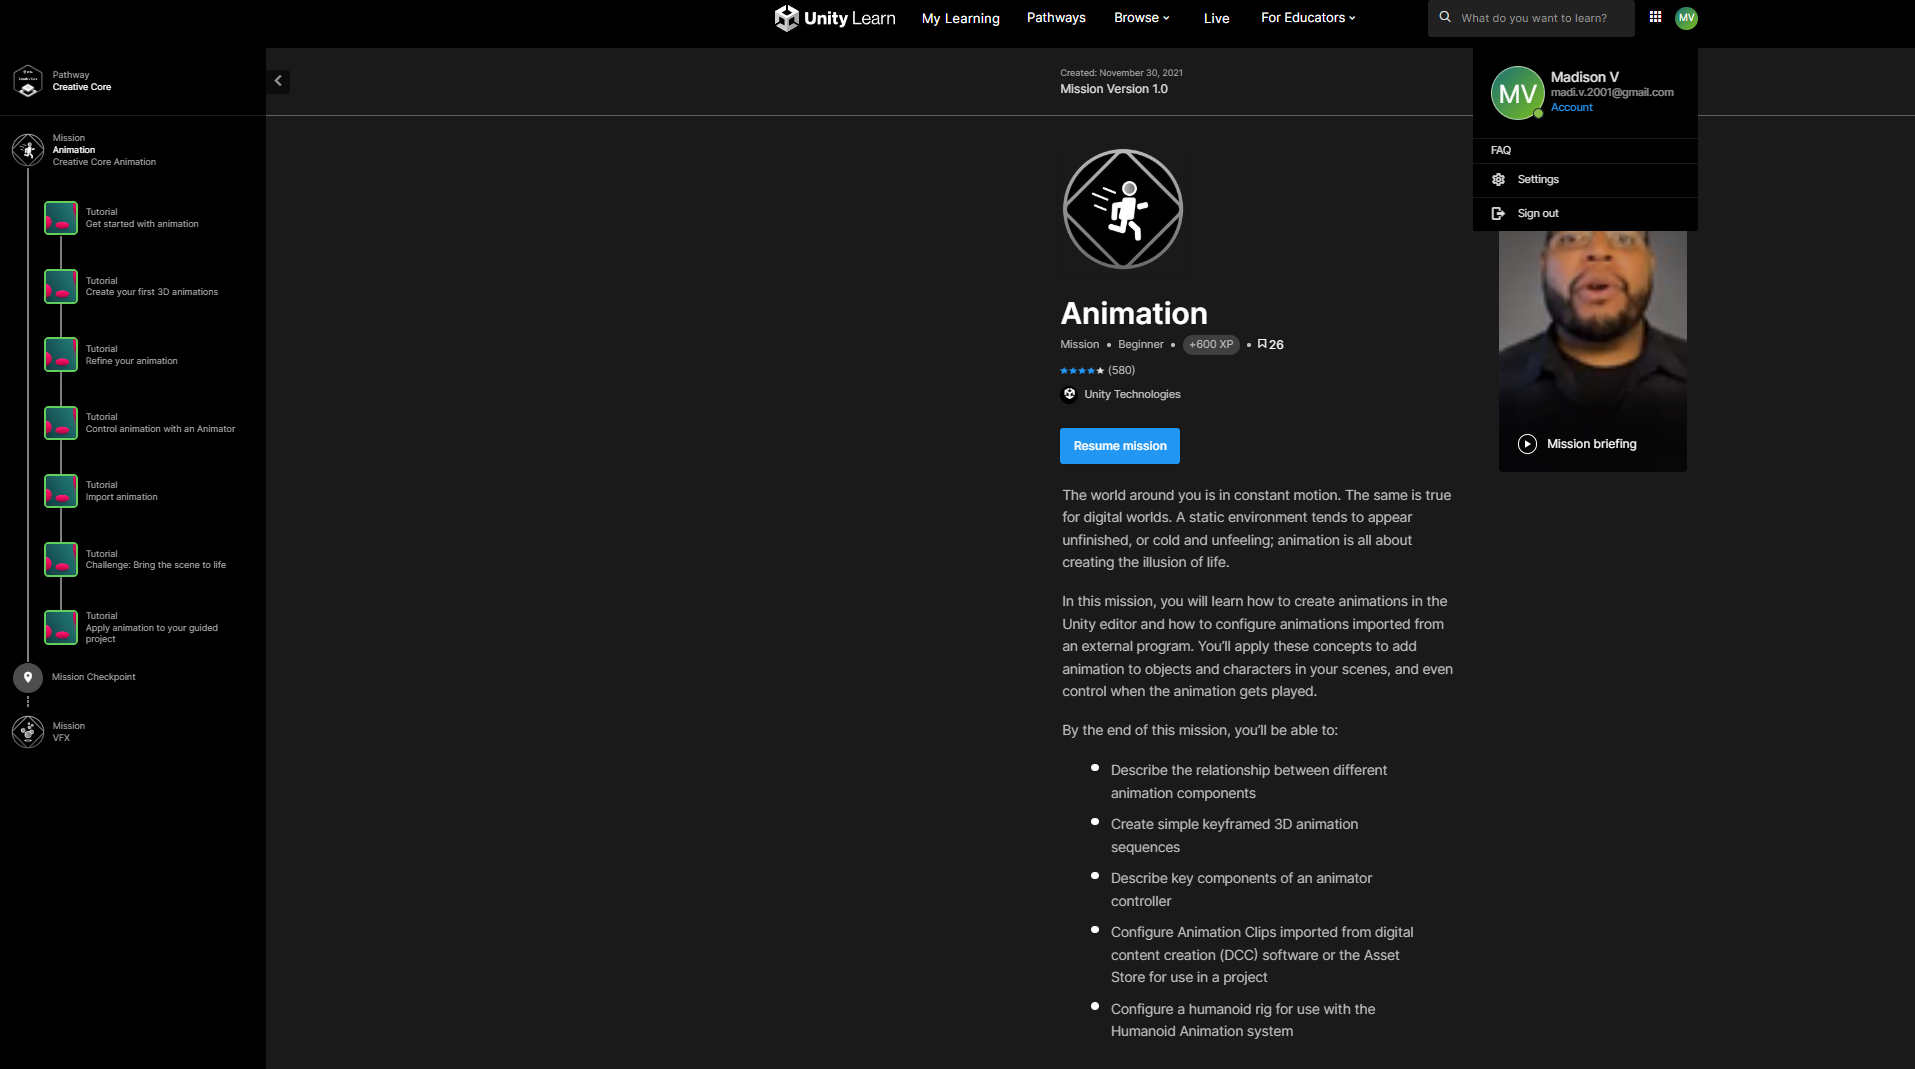 Unity Learn
My Learning
Pathways
Browse
Live
For Educators
What do you want to learn?
MV
Pathway
Creative Core
Mission
Animation
Creative Core Animation
Tutorial
Get started with animation
Tutorial
Create your first 3D animations
Tutorial
Refine your animation
Tutorial
Control animation with an Animator
Tutorial
Import animation
Tutorial
Challenge: Bring the scene to life
Tutorial
Apply animation to your guided
project
Mission Checkpoint
Mission
VFX
Created: November 30, 2021
Mission Version 1.0
Animation
Mission • Beginner • +600 XP • 26
(580)
Unity Technologies
Resume mission
The world around you is in constant motion. The same is true
for digital worlds. A static environment tends to appear
unfinished, or cold and unfeeling; animation is all about
creating the illusion of life.
In this mission, you will learn how to create animations in the
Unity editor and how to configure animations imported from
an external program. You'll apply these concepts to add
animation to objects and characters in your scenes, and even
control when the animation gets played.
By the end of this mission, you'll be able to:
Describe the relationship between different
animation components
Create simple keyframed 3D animation
sequences
Describe key components of an animator
controller
Configure Animation Clips imported from digital
content creation (DCC) software or the Asset
Store for use in a project
Configure a humanoid rig for use with the
Humanoid Animation system
MV
Madison V
madi.v.2001@gmail.com
Account
FAQ
Settings
Sign out
Mission briefing